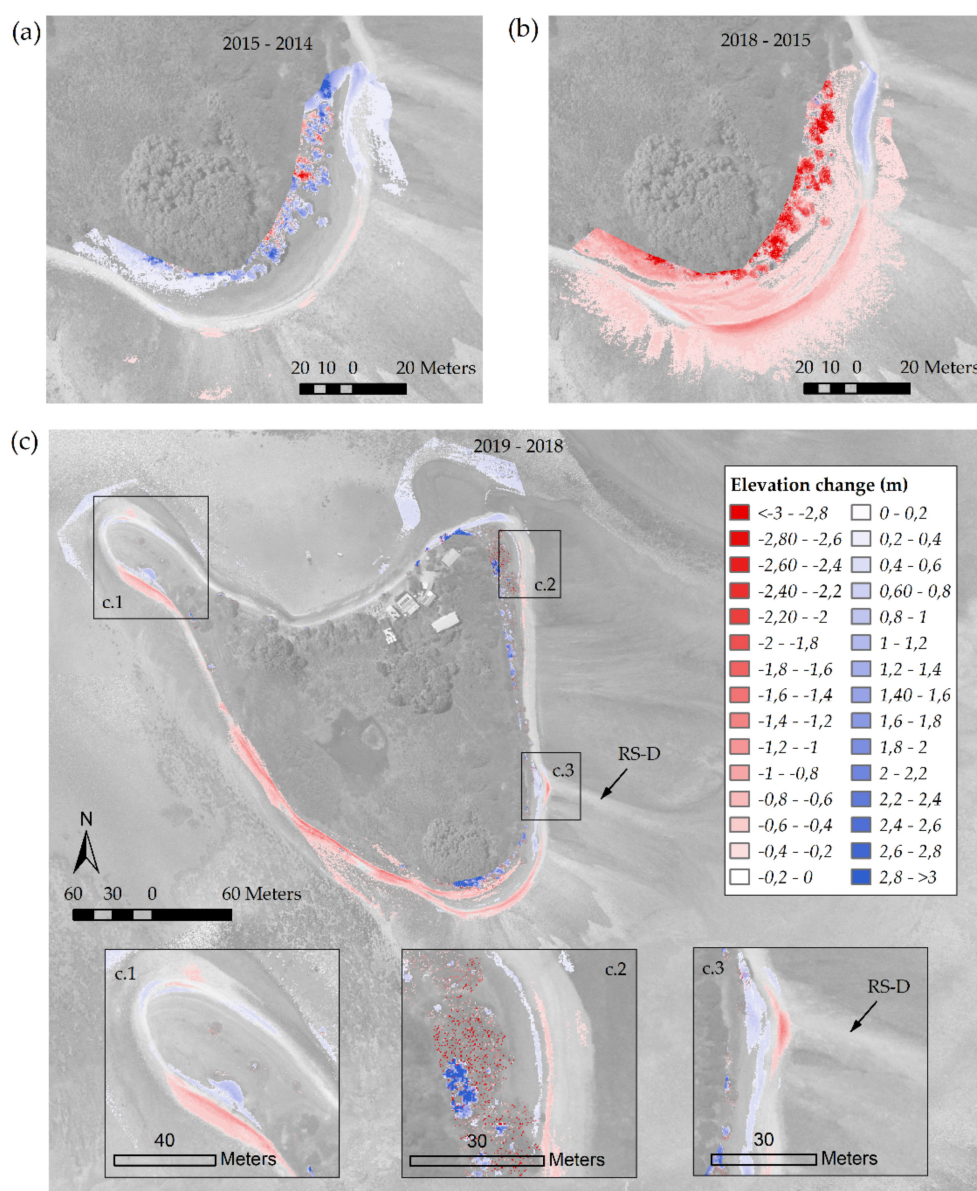 (a)
2015 - 2014
20 10 0 20 Meters
(b)
2018 - 2015
20 10 0 20 Meters
(c)
2019 - 2018
c.1
c.2
c.3
RS-D
N
60 30 0 60 Meters
Elevation change (m)
<-3 - -2,8
-2,80 - -2,6
-2,60 - -2,4
-2,40 - -2,2
-2,20 - -2
-2 - -1,8
-1,8 - -1,6
-1,6 - -1,4
-1,4 - -1,2
-1,2 - -1
-1 - -0,8
-0,8 - -0,6
-0,6 - -0,4
-0,4 - -0,2
-0,2 - 0
0 - 0,2
0,2 - 0,4
0,4 - 0,6
0,60 - 0,8
0,8 - 1
1 - 1,2
1,2 - 1,4
1,40 - 1,6
1,6 - 1,8
1,8 - 2
2 - 2,2
2,2 - 2,4
2,4 - 2,6
2,6 - 2,8
2,8 - >3
c.1
40
Meters
c.2
30
Meters
c.3
RS-D
30
Meters